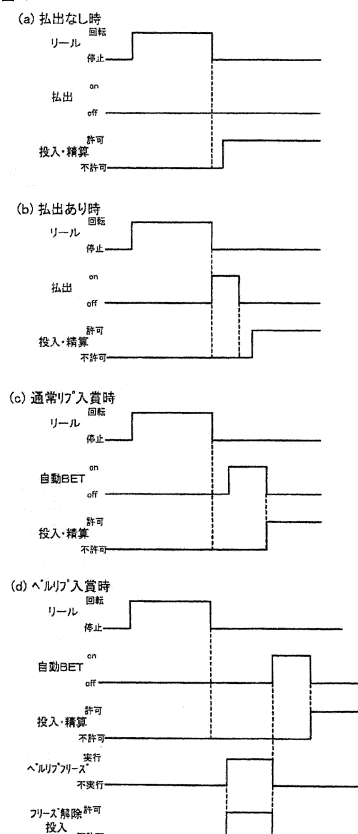 (a) 払出なし時
回転
リール
停止
on
払出
off
許可
投入・精算
不許可
(b) 払出あり時
回転
リール
停止
on
払出
off
許可
投入・精算
不許可
(c) 通常リプ入賞時
回転
リール
停止
on
自動BET
off
許可
投入・精算
不許可
(d) ベルリプ入賞時
回転
リール
停止
on
自動BET
off
許可
投入・精算
不許可
実行
ベルリプフリーズ
不実行
フリーズ解除 許可
投入